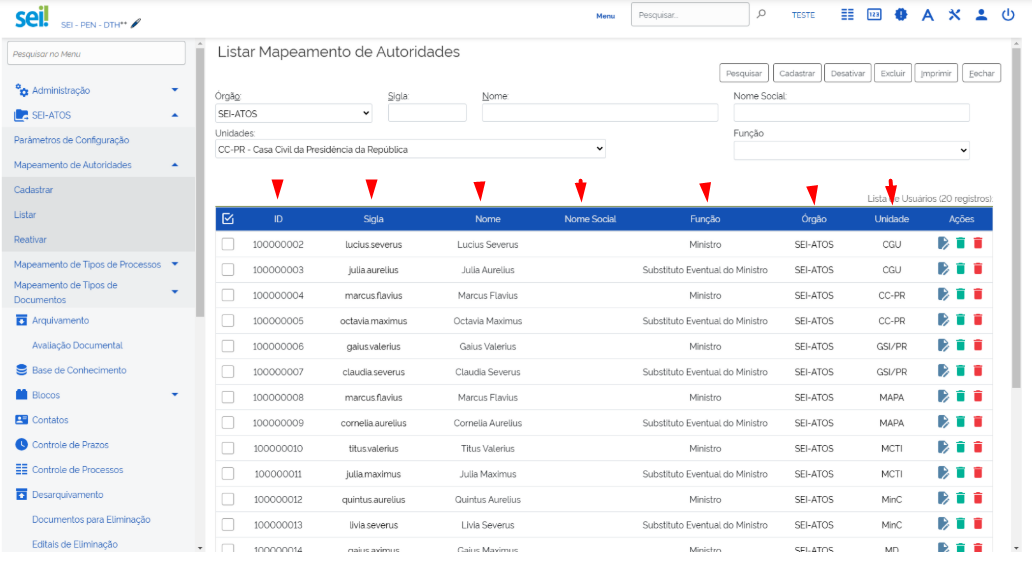 sei! SEI - PEN - DTH** Menu Pesquisar... TESTE 123 A
Pesquisar no Menu
Administração
SEI-ATOS
Parâmetros de Configuração
Mapeamento de Autoridades
Cadastrar
Listar
Reativar
Mapeamento de Tipos de Processos
Mapeamento de Tipos de
Documentos
Arquivamento
Avaliação Documental
Base de Conhecimento
Blocos
Contatos
Controle de Prazos
Controle de Processos
Desarquivamento
Documentos para Eliminação
Editais de Eliminação
Listar Mapeamento de Autoridades
Pesquisar Cadastrar Desativar Excluir Imprimir Fechar
Órgão: Sigla: Nome: Nome Social:
SEI-ATOS
Unidades: Função
CC-PR - Casa Civil da Presidência da República
Lista de Usuários (20 registros):
ID Sigla Nome Nome Social Função Órgão Unidade Ações
100000002 lucius.severus Lucius Severus Ministro SEI-ATOS CGU
100000003 julia.aurelius Julia Aurelius Substituto Eventual do Ministro SEI-ATOS CGU
100000004 marcus.flavius Marcus Flavius Ministro SEI-ATOS CC-PR
100000005 octavia.maximus Octavia Maximus Substituto Eventual do Ministro SEI-ATOS CC-PR
100000006 gaius.valerius Gaius Valerius Ministro SEI-ATOS GSI/PR
100000007 claudia.severus Claudia Severus Substituto Eventual do Ministro SEI-ATOS GSI/PR
100000008 marcus.flavius Marcus Flavius Ministro SEI-ATOS MAPA
100000009 cornelia.aurelius Cornelia Aurelius Substituto Eventual do Ministro SEI-ATOS MAPA
100000010 titus.valerius Titus Valerius Ministro SEI-ATOS MCTI
100000011 julia.maximus Julia Maximus Substituto Eventual do Ministro SEI-ATOS MCTI
100000012 quintus.aurelius Quintus Aurelius Ministro SEI-ATOS MinC
100000013 livia.severus Livia Severus Substituto Eventual do Ministro SEI-ATOS MinC
100000014 gaius.aximus Gaius Maximus Ministro SEI-ATOS MD